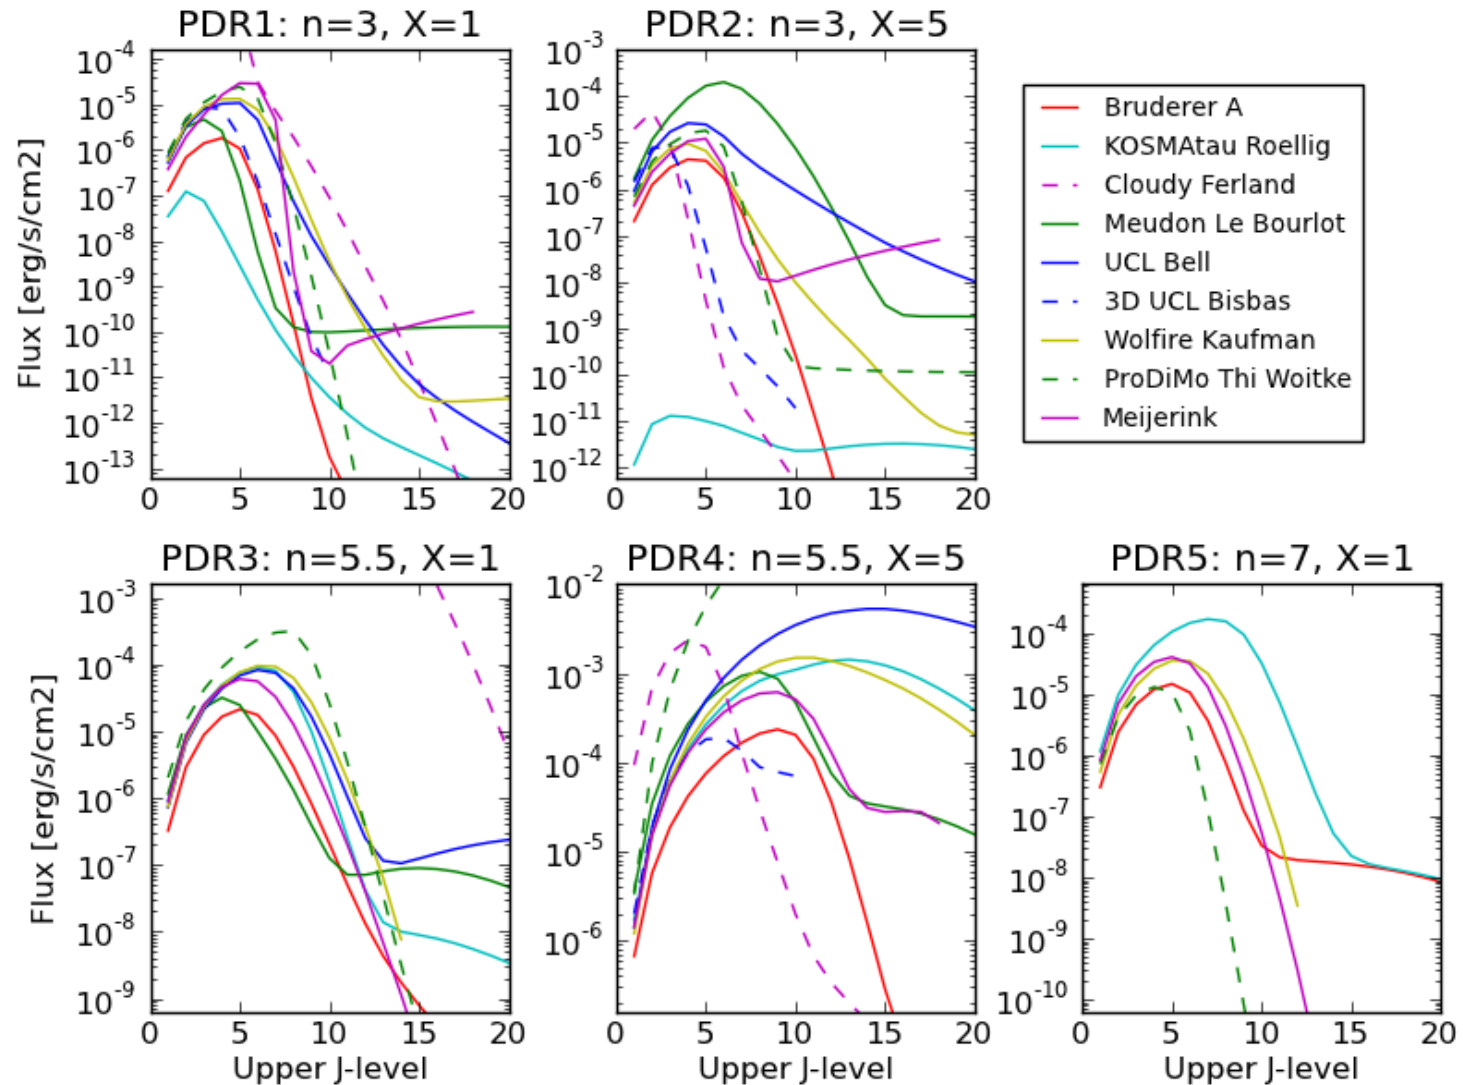 PDR1: n=3, X=1
PDR2: n=3, X=5
Flux [erg/s/cm2]
10^-4
10^-5
10^-6
10^-7
10^-8
10^-9
10^-10
10^-11
10^-12
10^-13
0 5 10 15 20
10^-3
10^-4
10^-5
10^-6
10^-7
10^-8
10^-9
10^-10
10^-11
10^-12
0 5 10 15 20
Bruderer A
KOSMAtau Roellig
Cloudy Ferland
Meudon Le Bourlot
UCL Bell
3D UCL Bisbas
Wolfire Kaufman
ProDiMo Thi Woitke
Meijerink
PDR3: n=5.5, X=1
PDR4: n=5.5, X=5
PDR5: n=7, X=1
Flux [erg/s/cm2]
10^-3
10^-4
10^-5
10^-6
10^-7
10^-8
10^-9
0 5 10 15 20
Upper J-level
10^-2
10^-3
10^-4
10^-5
10^-6
0 5 10 15 20
Upper J-level
10^-4
10^-5
10^-6
10^-7
10^-8
10^-9
10^-10
0 5 10 15 20
Upper J-level